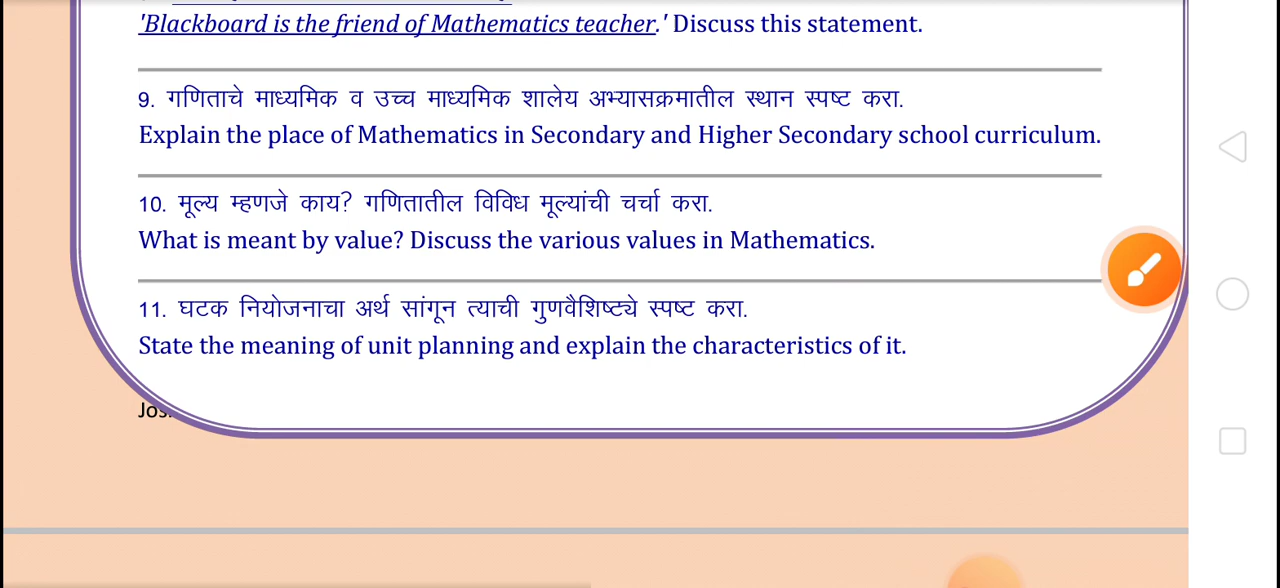 'Blackboard is the friend of Mathematics teacher.' Discuss this statement.
9. गणिताचे माध्यमिक व उच्च माध्यमिक शालेय अभ्यासक्रमातील स्थान स्पष्ट करा.
Explain the place of Mathematics in Secondary and Higher Secondary school curriculum.
10. मूल्य म्हणजे काय? गणितातील विविध मूल्यांची चर्चा करा.
What is meant by value? Discuss the various values in Mathematics.
11. घटक नियोजनाचा अर्थ सांगून त्याची गुणवैशिष्ट्ये स्पष्ट करा.
State the meaning of unit planning and explain the characteristics of it.